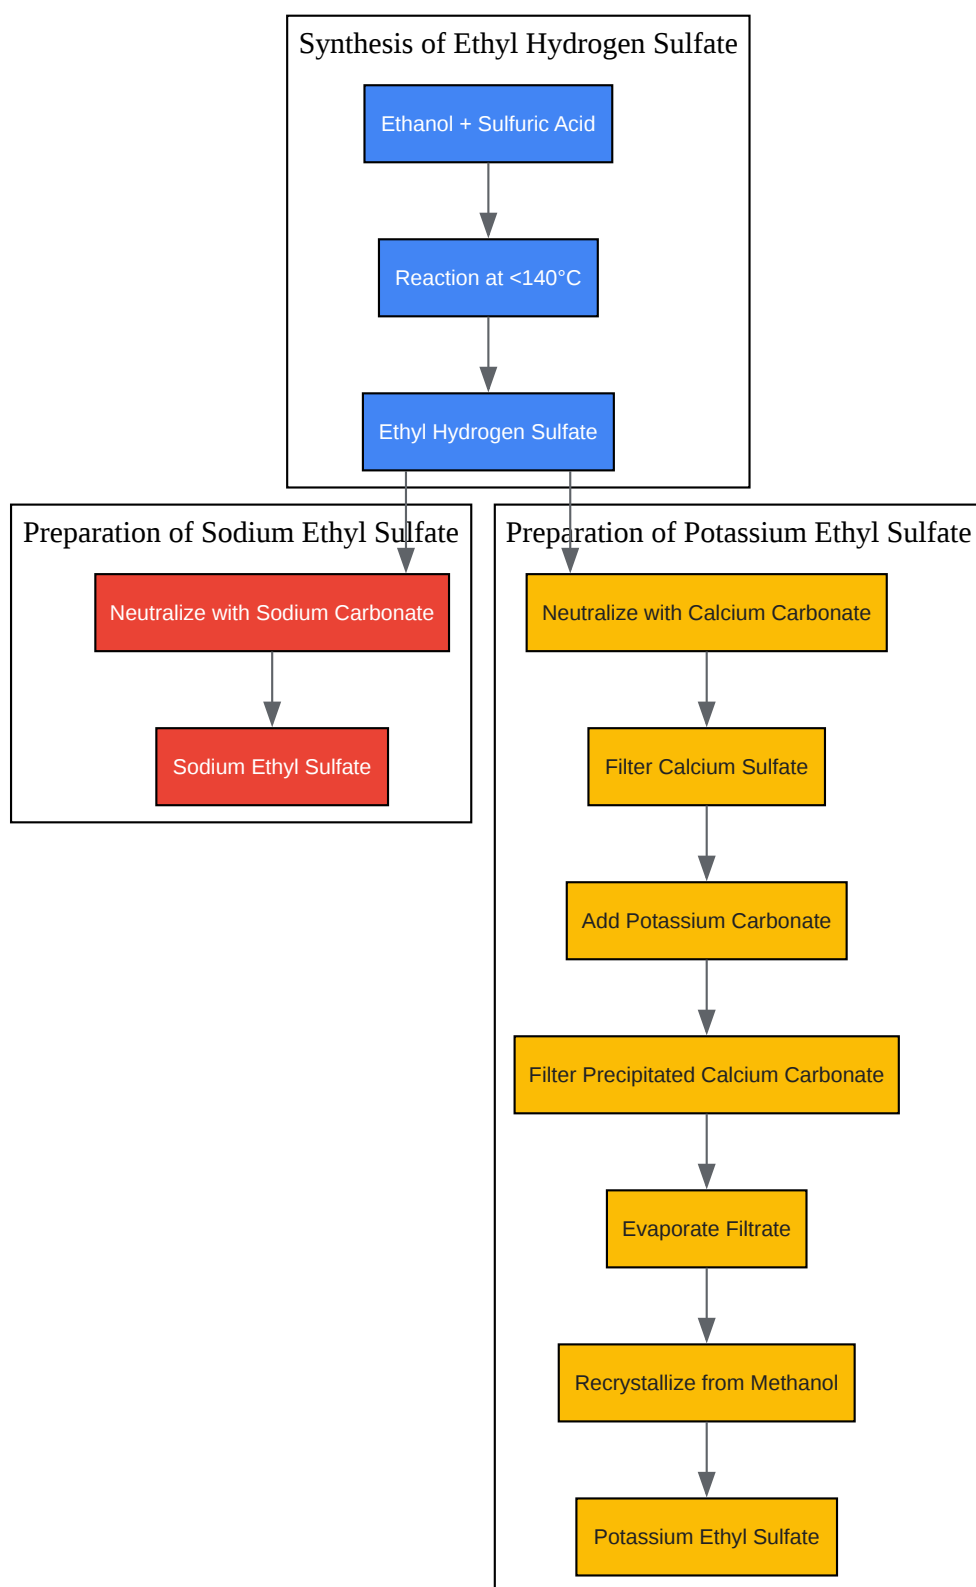 Synthesis of Ethyl Hydrogen Sulfate
Ethanol + Sulfuric Acid
Reaction at <140°C
Ethyl Hydrogen Sulfate
Preparation of Sodium Ethyl Sulfate
Neutralize with Sodium Carbonate
Sodium Ethyl Sulfate
Preparation of Potassium Ethyl Sulfate
Neutralize with Calcium Carbonate
Filter Calcium Sulfate
Add Potassium Carbonate
Filter Precipitated Calcium Carbonate
Evaporate Filtrate
Recrystallize from Methanol
Potassium Ethyl Sulfate